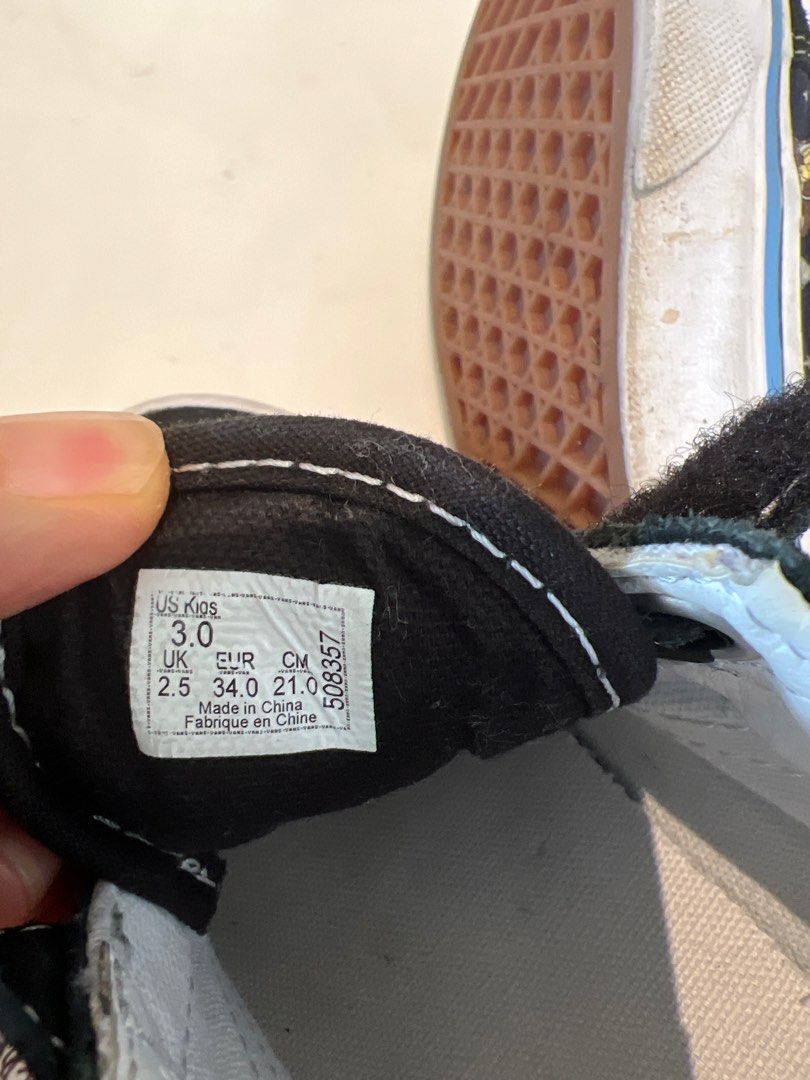 US Kids
3.0
UK EUR CM
2.5 34.0 21.0
Made in China
Fabrique en Chine
508357